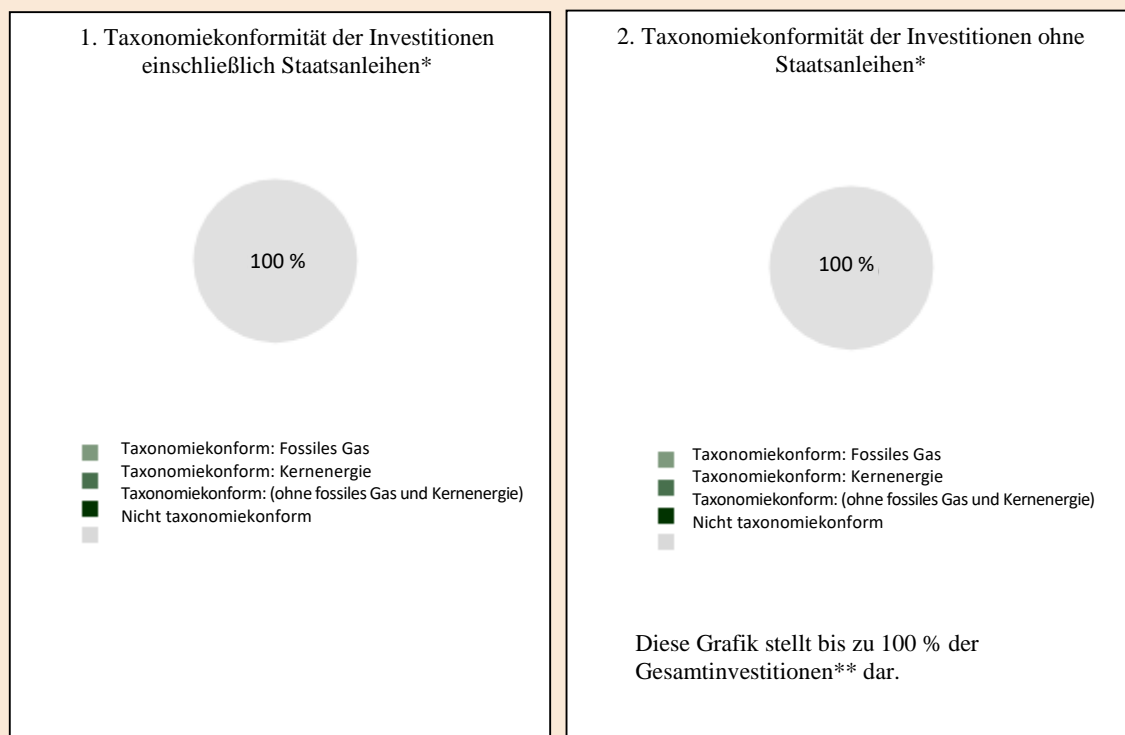 1. Taxonomiekonformität der Investitionen
einschließlich Staatsanleihen*
100 %
Taxonomiekonform: Fossiles Gas
Taxonomiekonform: Kernenergie
Taxonomiekonform: (ohne fossiles Gas und Kernenergie)
Nicht taxonomiekonform
2. Taxonomiekonformität der Investitionen ohne
Staatsanleihen*
100 %
Taxonomiekonform: Fossiles Gas
Taxonomiekonform: Kernenergie
Taxonomiekonform: (ohne fossiles Gas und Kernenergie)
Nicht taxonomiekonform
Diese Grafik stellt bis zu 100 % der
Gesamtinvestitionen** dar.